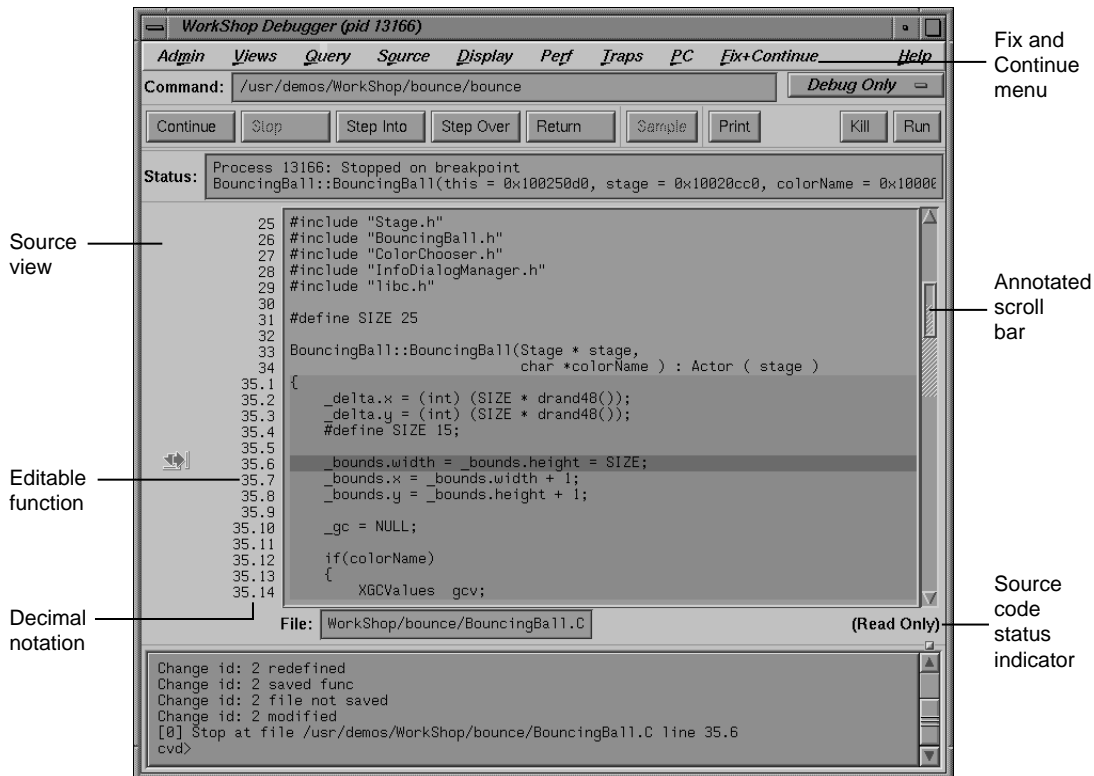 WorkShop Debugger (pid 13166)
Admin Views Query Source Display Perf Traps PC Fix+Continue Help
Fix and
Continue
menu
Command: /usr/demos/WorkShop/bounce/bounce Debug Only
Continue Stop Step Into Step Over Return Sample Print Kill Run
Status: Process 13166: Stopped on breakpoint
BouncingBall::BouncingBall(this = 0x100250d0, stage = 0x10020cc0, colorName = 0x10000
Source
view
25 #include "Stage.h"
26 #include "BouncingBall.h"
27 #include "ColorChooser.h"
28 #include "InfoDialogManager.h"
29 #include "libc.h"
30
31 #define SIZE 25
32
33 BouncingBall::BouncingBall(Stage * stage,
34 char *colorName ) : Actor ( stage )
35.1 {
35.2 _delta.x = (int) (SIZE * drand48());
35.3 _delta.y = (int) (SIZE * drand48());
35.4 #define SIZE 15;
35.5
35.6 _bounds.width = _bounds.height = SIZE;
35.7 _bounds.x = _bounds.width + 1;
35.8 _bounds.y = _bounds.height + 1;
35.9
35.10 _gc = NULL;
35.11
35.12 if(colorName)
35.13 {
35.14 XGCValues gcv;
Annotated
scroll
bar
Editable
function
Decimal
notation
File: WorkShop/bounce/BouncingBall.C (Read Only)
Source
code
status
indicator
Change id: 2 redefined
Change id: 2 saved func
Change id: 2 file not saved
Change id: 2 modified
[0] Stop at file /usr/demos/WorkShop/bounce/BouncingBall.C line 35.6
cvd>